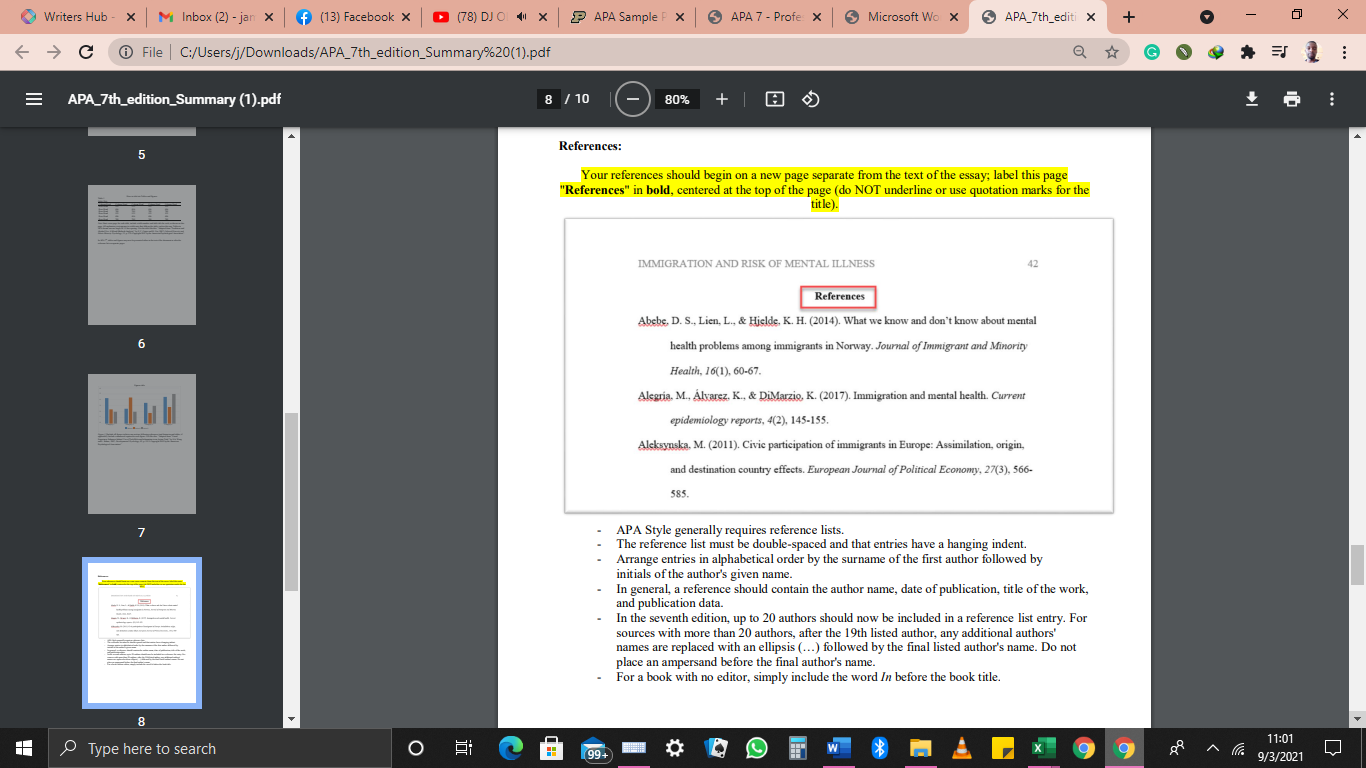 Writers Hub -
Inbox (2) - jan
(13) Facebook
(78) DJ O
APA Sample P
APA 7 - Profe
Microsoft Wo
APA_7th_editi
File
C:/Users/j/Downloads/APA_7th_edition_Summary%20(1).pdf
APA_7th_edition_Summary (1).pdf
8 / 10
80%
5
6
7
8
References:
Your references should begin on a new page separate from the text of the essay; label this page
"References" in bold, centered at the top of the page (do NOT underline or use quotation marks for the
title).
IMMIGRATION AND RISK OF MENTAL ILLNESS 42
References
Abebe, D. S., Lien, L., & Hjelde, K. H. (2014). What we know and don't know about mental
health problems among immigrants in Norway. Journal of Immigrant and Minority
Health, 16(1), 60-67.
Alegría, M., Álvarez, K., & DiMarzio, K. (2017). Immigration and mental health. Current
epidemiology reports, 4(2), 145-155.
Aleksynska, M. (2011). Civic participation of immigrants in Europe: Assimilation, origin,
and destination country effects. European Journal of Political Economy, 27(3), 566-
585.
- APA Style generally requires reference lists.
- The reference list must be double-spaced and that entries have a hanging indent.
- Arrange entries in alphabetical order by the surname of the first author followed by
initials of the author's given name.
- In general, a reference should contain the author name, date of publication, title of the work,
and publication data.
- In the seventh edition, up to 20 authors should now be included in a reference list entry. For
sources with more than 20 authors, after the 19th listed author, any additional authors'
names are replaced with an ellipsis (…) followed by the final listed author's name. Do not
place an ampersand before the final author's name.
- For a book with no editor, simply include the word In before the book title.
Type here to search
99+
11:01
9/3/2021